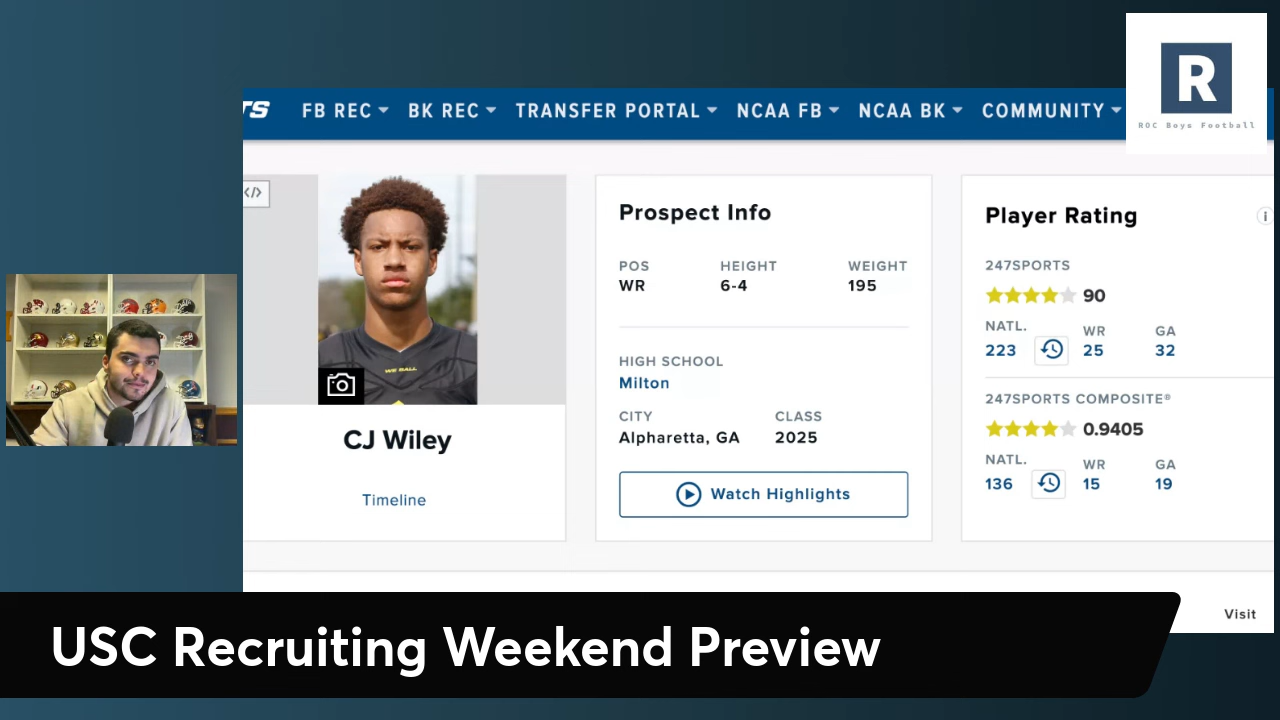 R
ROC Boys Football
TS FB REC BK REC TRANSFER PORTAL NCAA FB NCAA BK COMMUNITY
</>
WE BALL
CJ Wiley
Timeline
Prospect Info
POS HEIGHT WEIGHT
WR 6-4 195
HIGH SCHOOL
Milton
CITY CLASS
Alpharetta, GA 2025
Watch Highlights
Player Rating i
247SPORTS
90
NATL. WR GA
223 25 32
247SPORTS COMPOSITE®
0.9405
NATL. WR GA
136 15 19
Visit
USC Recruiting Weekend Preview